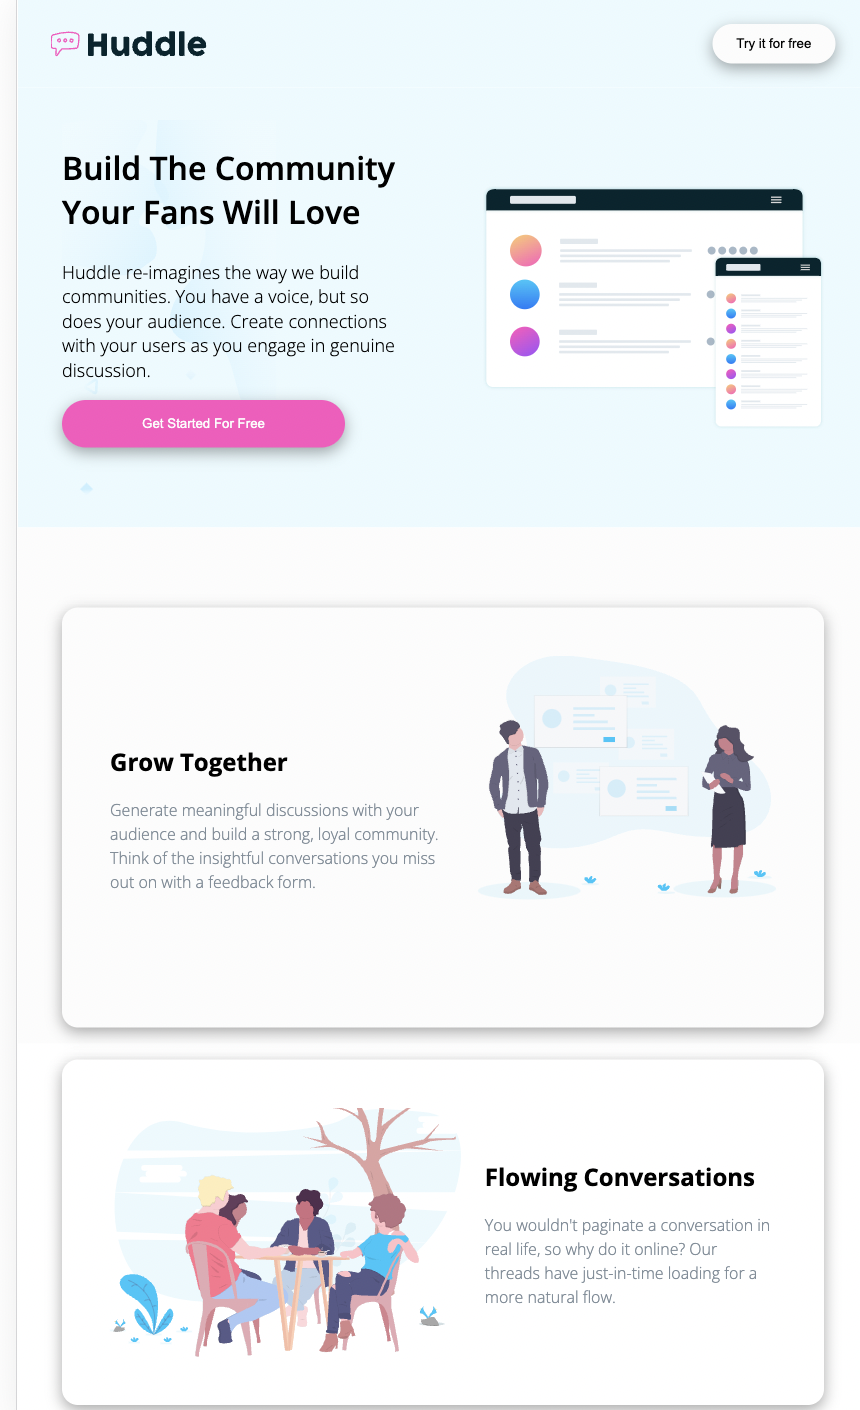 Huddle
Try it for free
Build The Community
Your Fans Will Love
Huddle re-imagines the way we build
communities. You have a voice, but so
does your audience. Create connections
with your users as you engage in genuine
discussion.
Get Started For Free
Grow Together
Generate meaningful discussions with your
audience and build a strong, loyal community.
Think of the insightful conversations you miss
out on with a feedback form.
Flowing Conversations
You wouldn't paginate a conversation in
real life, so why do it online? Our
threads have just-in-time loading for a
more natural flow.